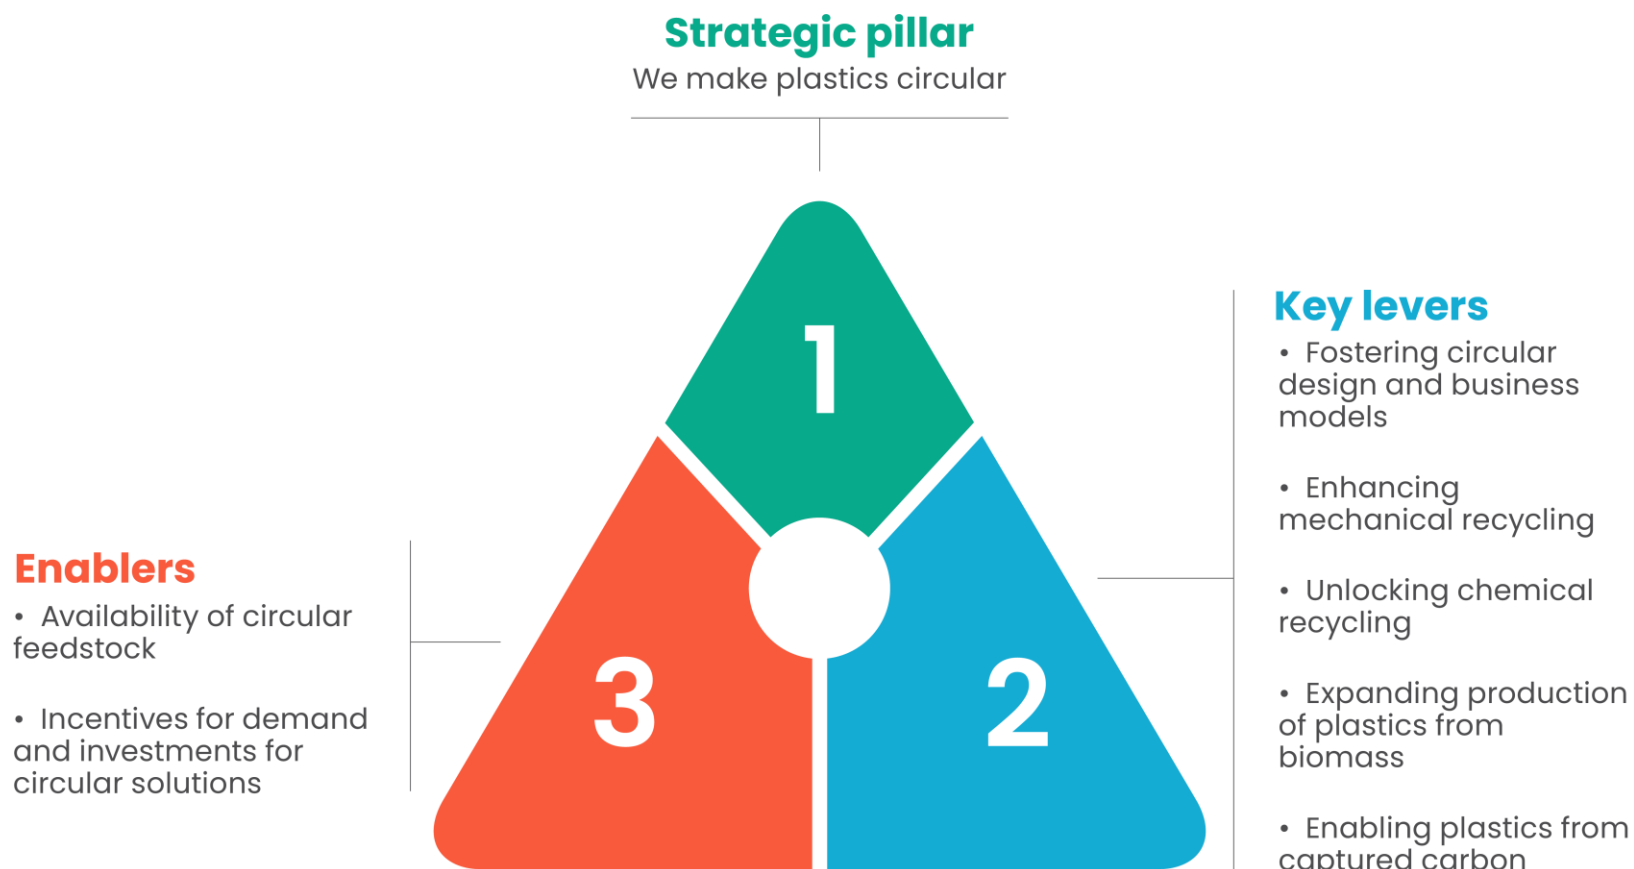 Strategic pillar
We make plastics circular
1
Key levers
• Fostering circular
design and business
models
• Enhancing
mechanical recycling
• Unlocking chemical
recycling
• Expanding production
of plastics from
biomass
• Enabling plastics from
captured carbon
Enablers
• Availability of circular
feedstock
• Incentives for demand
and investments for
circular solutions
3
2